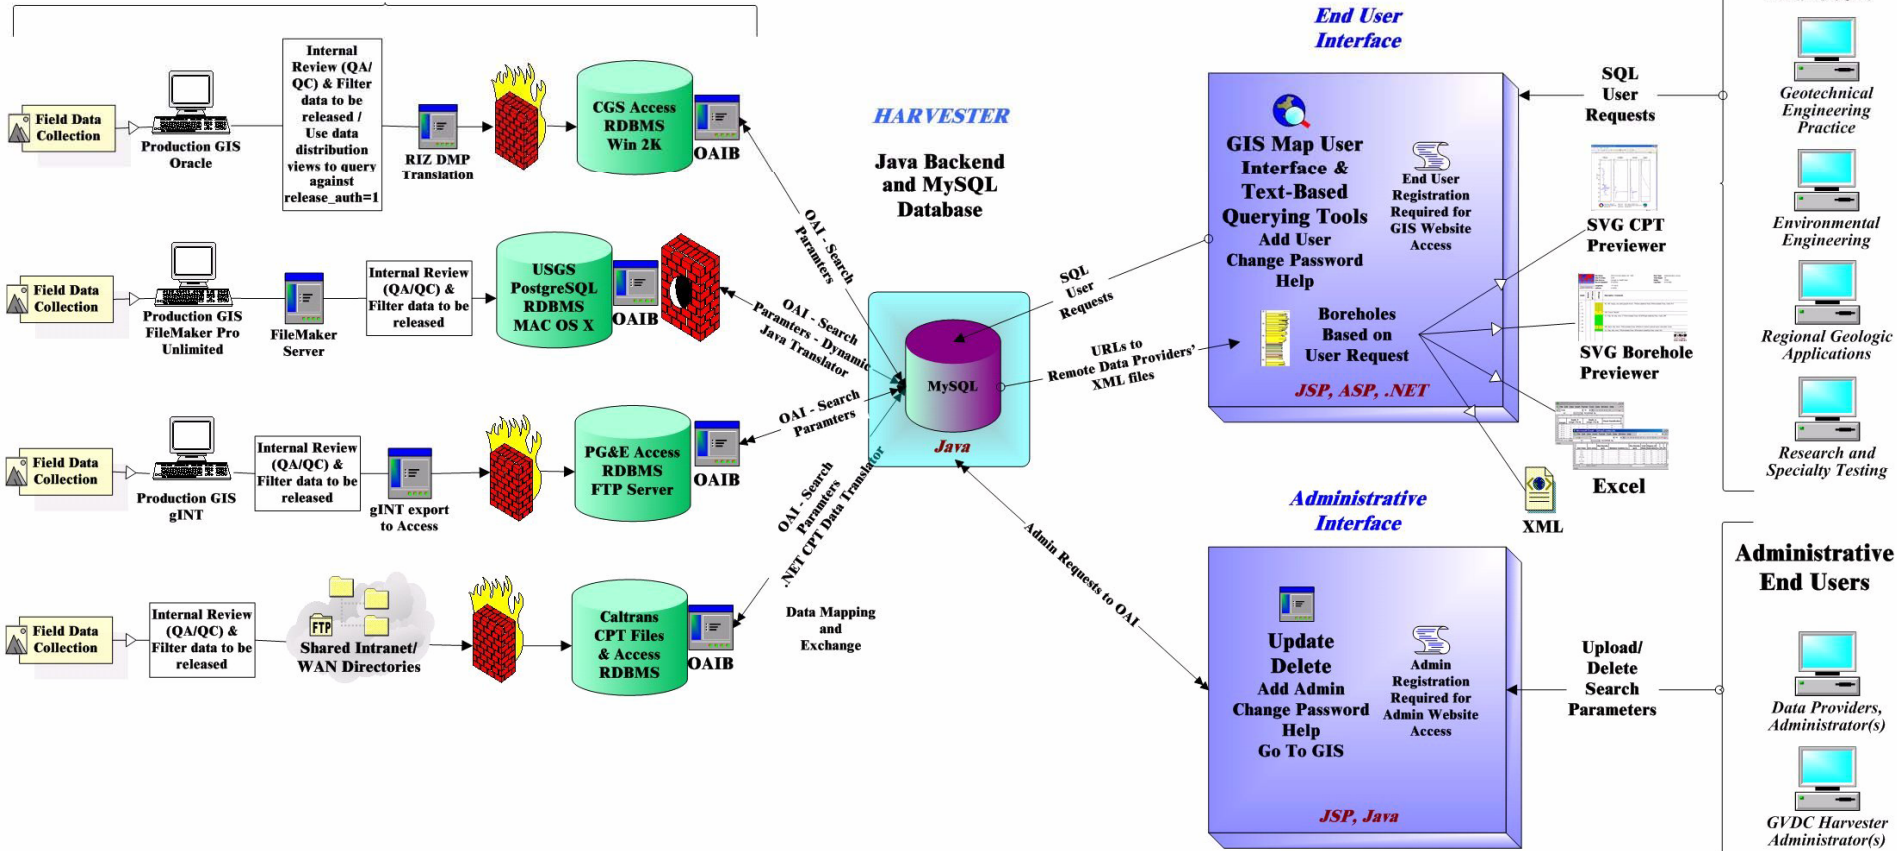 Field Data
Collection
Production GIS
Oracle
Internal
Review (QA/
QC) & Filter
data to be
released /
Use data
distribution
views to query
against
release_auth=1
RIZ DMP
Translation
CGS Access
RDBMS
Win 2K
OAIB
Field Data
Collection
Production GIS
FileMaker Pro
Unlimited
FileMaker
Server
Internal Review
(QA/QC) &
Filter data to be
released
USGS
PostgreSQL
RDBMS
MAC OS X
OAIB
Field Data
Collection
Production GIS
gINT
Internal Review
(QA/QC) &
Filter data to be
released
gINT export
to Access
PG&E Access
RDBMS
FTP Server
OAIB
Field Data
Collection
Internal Review
(QA/QC) &
Filter data to be
released
FTP
Shared Intranet/
WAN Directories
Caltrans
CPT Files
& Access
RDBMS
OAIB
HARVESTER
Java Backend
and MySQL
Database
OAI - Search
Paramters
OAI - Search
Paramters - Dynamic
Java Translator
OAI - Search
Paramters
OAI - Search
Paramters
.NET CPT Data Translator
Data Mapping
and
Exchange
MySQL
Java
SQL
User
Requests
URLs to
Remote Data Providers'
XML files
Admin Requests to OAI
End User
Interface
GIS Map User
Interface &
Text-Based
Querying Tools
Add User
Change Password
Help
End User
Registration
Required for
GIS Website
Access
Boreholes
Based on
User Request
JSP, ASP, .NET
SQL
User
Requests
SVG CPT
Previewer
SVG Borehole
Previewer
Excel
XML
Administrative
Interface
Update
Delete
Add Admin
Change Password
Help
Go To GIS
Admin
Registration
Required for
Admin Website
Access
JSP, Java
Upload/
Delete
Search
Parameters
Geotechnical
Engineering
Practice
Environmental
Engineering
Regional Geologic
Applications
Research and
Specialty Testing
Administrative
End Users
Data Providers,
Administrator(s)
GVDC Harvester
Administrator(s)